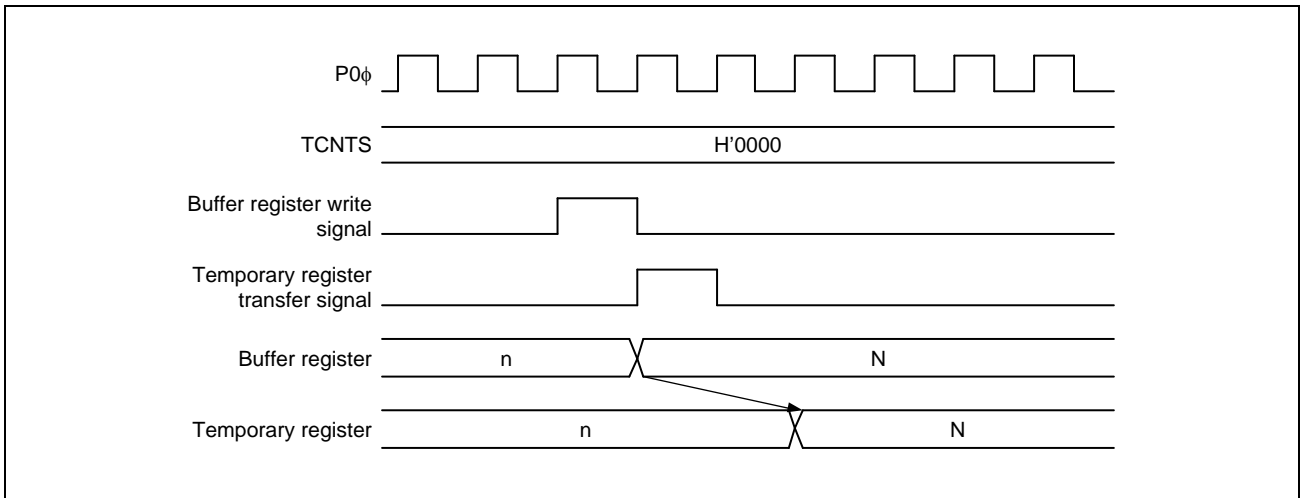 P0ϕ
TCNTS
H'0000
Buffer register write
signal
Temporary register
transfer signal
Buffer register
n
N
Temporary register
n
N